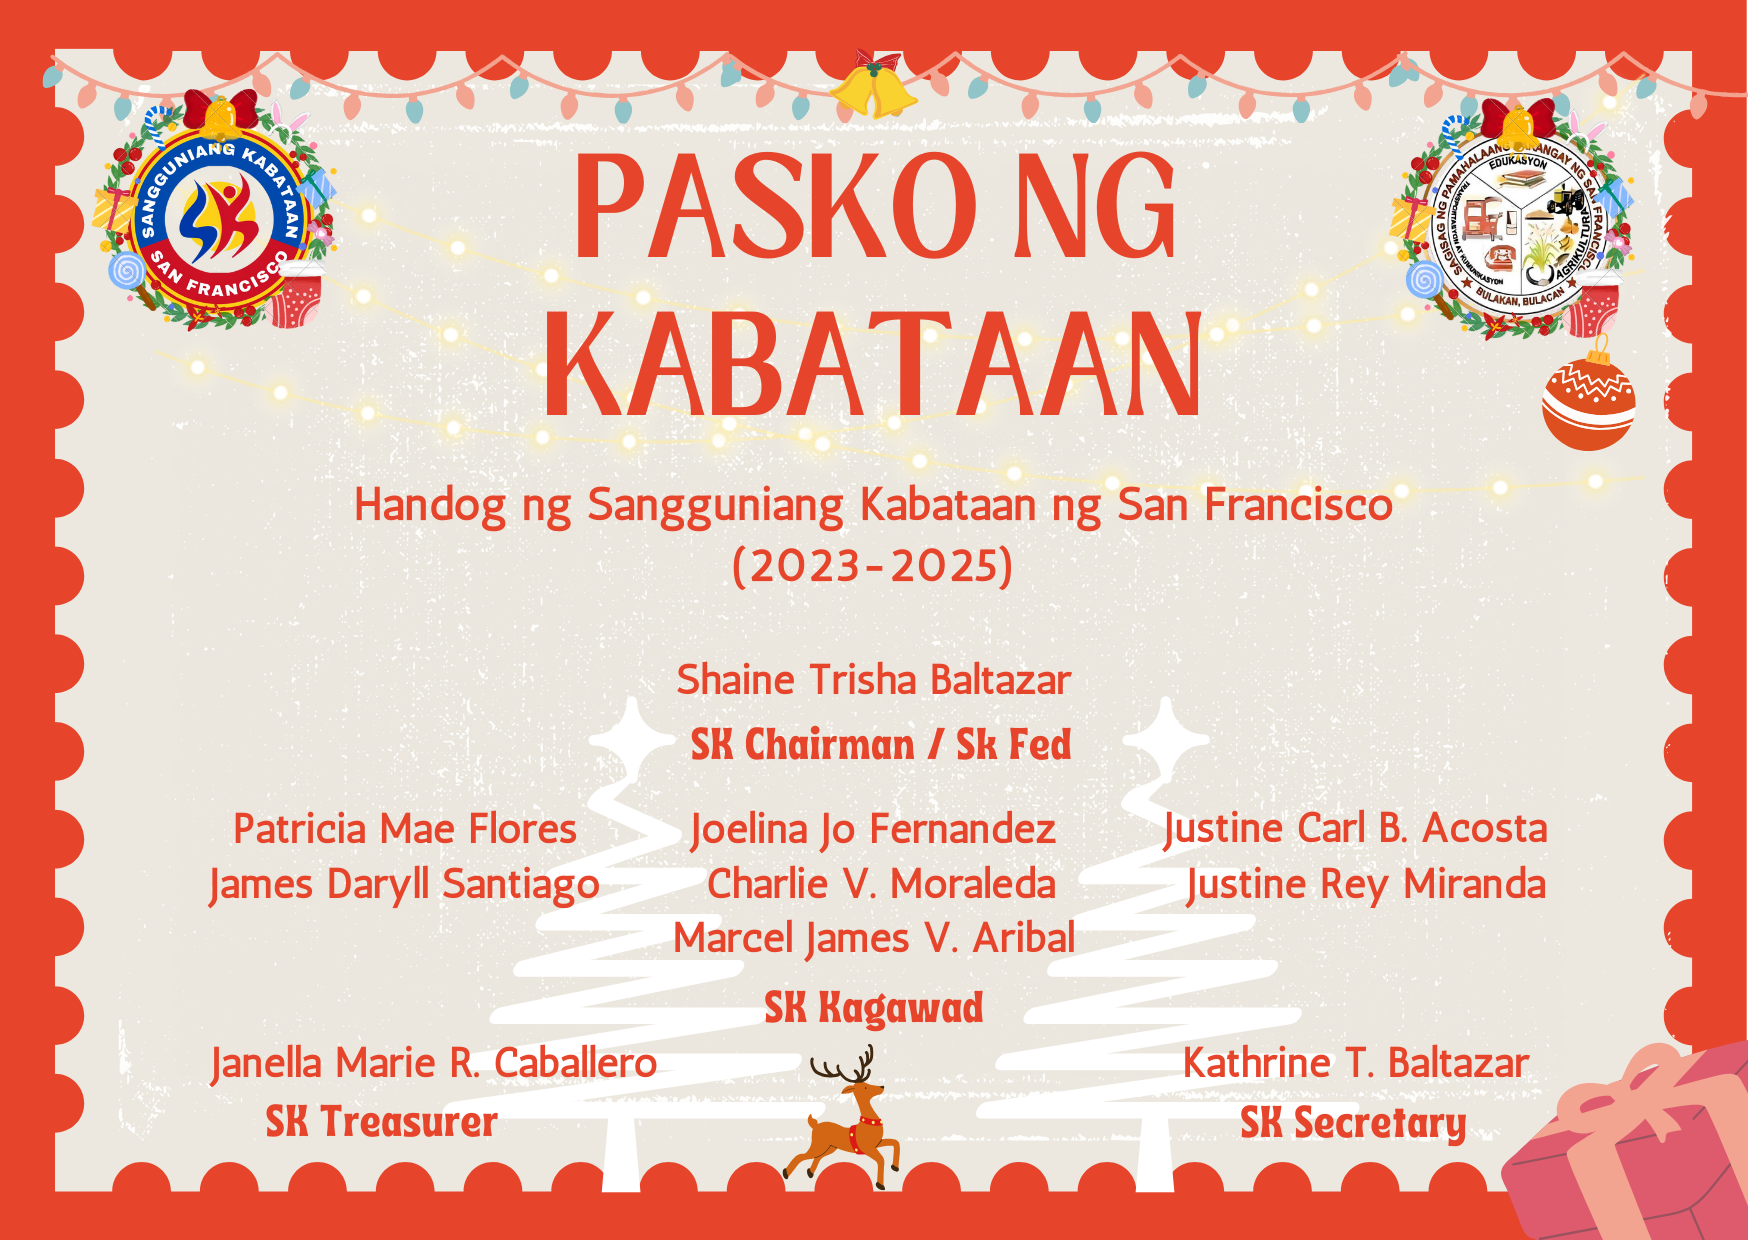 SANGGUNIANG KABATAAN
SAN FRANCISCO
SAGISAG NG PAMAHALAANG BARANGAY NG SAN FRANCISCO
EDUKASYON
TRANSPORTASYON AT KUMUNIKASYON
AGRIKULTURA
BULAKAN, BULACAN
PASKO NG
KABATAAN
Handog ng Sangguniang Kabataan ng San Francisco
(2023-2025)
Shaine Trisha Baltazar
SK Chairman / Sk Fed
Patricia Mae Flores Joelina Jo Fernandez Justine Carl B. Acosta
James Daryll Santiago Charlie V. Moraleda Justine Rey Miranda
Marcel James V. Aribal
SK Kagawad
Janella Marie R. Caballero Kathrine T. Baltazar
SK Treasurer SK Secretary